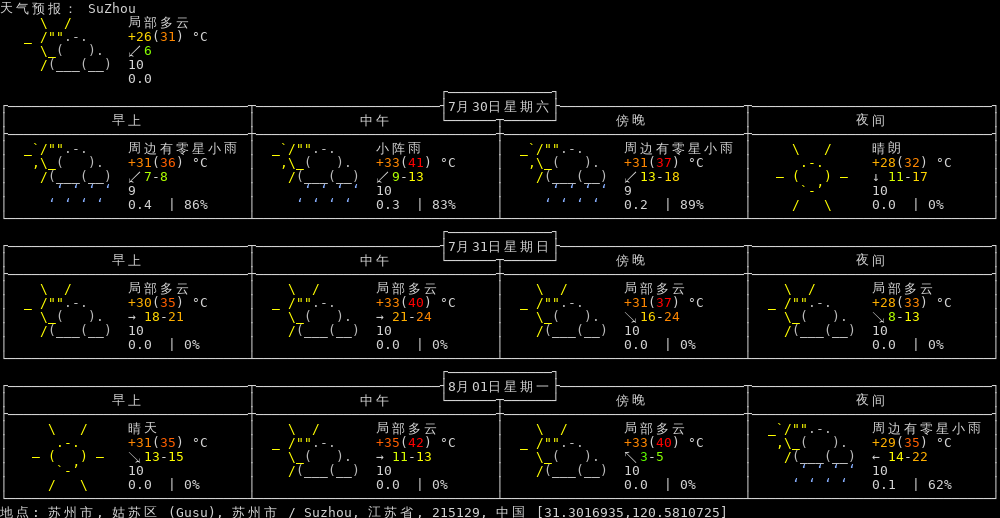 天气预报: SuZhou
局部多云
+26(31) °C
↙6
10
0.0
7月30日星期六
早上 中午 傍晚 夜间
周边有零星小雨 小阵雨 周边有零星小雨 晴朗
+31(36) °C +33(41) °C +31(37) °C +28(32) °C
↙7-8 ↙9-13 ↙13-18 ↓ 11-17
9 10 9 10
0.4 | 86% 0.3 | 83% 0.2 | 89% 0.0 | 0%
7月31日星期日
早上 中午 傍晚 夜间
局部多云 局部多云 局部多云 局部多云
+30(35) °C +33(40) °C +31(37) °C +28(33) °C
→ 18-21 → 21-24 ↘16-24 ↘8-13
10 10 10 10
0.0 | 0% 0.0 | 0% 0.0 | 0% 0.0 | 0%
8月01日星期一
早上 中午 傍晚 夜间
晴天 局部多云 局部多云 周边有零星小雨
+31(35) °C +35(42) °C +33(40) °C +29(35) °C
↘13-15 → 11-13 ↖3-5 ← 14-22
10 10 10 10
0.0 | 0% 0.0 | 0% 0.0 | 0% 0.1 | 62%
地点: 苏州市, 姑苏区 (Gusu), 苏州市 / Suzhou, 江苏省, 215129, 中国 [31.3016935,120.5810725]